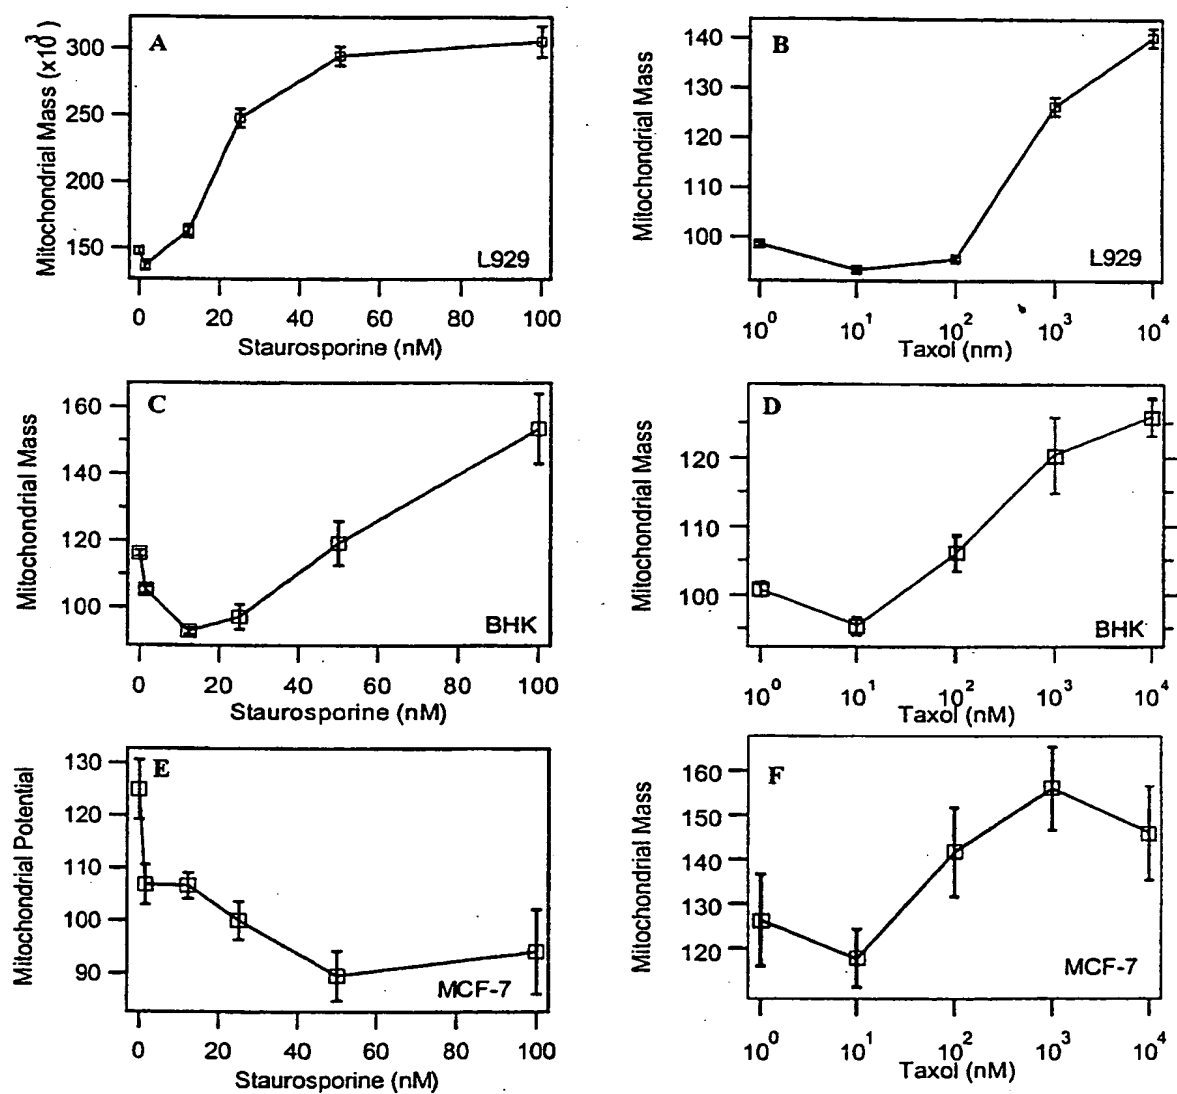 A
Mitochondrial Mass (x10³)
300
250
200
150
L929
0 20 40 60 80 100
Staurosporine (nM)
B
Mitochondrial Mass
140
130
120
110
100
L929
10⁰ 10¹ 10² 10³ 10⁴
Taxol (nm)
C
Mitochondrial Mass
160
140
120
100
BHK
0 20 40 60 80 100
Staurosporine (nM)
D
Mitochondrial Mass
120
110
100
BHK
10⁰ 10¹ 10² 10³ 10⁴
Taxol (nM)
E
Mitochondrial Potential
130
120
110
100
90
MCF-7
0 20 40 60 80 100
Staurosporine (nM)
F
Mitochondrial Mass
160
150
140
130
120
MCF-7
10⁰ 10¹ 10² 10³ 10⁴
Taxol (nM)